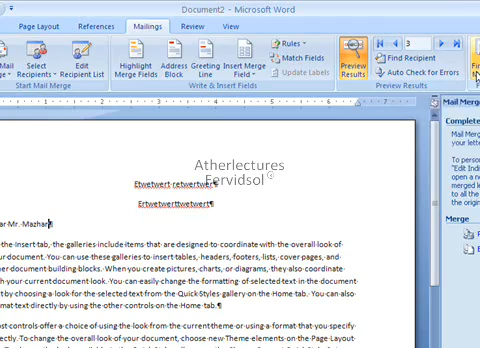 Document2 - Microsoft Word
Page Layout References Mailings Review View
Select Recipients Edit Recipient List
Start Mail Merge
Highlight Merge Fields Address Block Greeting Line Insert Merge Field
Rules
Match Fields
Update Labels
Write & Insert Fields
Preview Results
3
Find Recipient
Auto Check for Errors
Preview Results
Mail Merge
Complete
Mail Merg
your lette
To perso
"Edit Indi
open a ne
merged le
to all the
the origin
Merge
Atherlectures
Fervidsol ©
Etwetwert retwertwer¶
Ertwetwerttwetwert¶
ar Mr. Mazhar¶
the Insert tab, the galleries include items that are designed to coordinate with the overall look of
ur document. You can use these galleries to insert tables, headers, footers, lists, cover pages, and
her document building blocks. When you create pictures, charts, or diagrams, they also coordinate
th your current document look. You can easily change the formatting of selected text in the document
t by choosing a look for the selected text from the Quick Styles gallery on the Home tab. You can also
rmat text directly by using the other controls on the Home tab.¶
ost controls offer a choice of using the look from the current theme or using a format that you specify
rectly. To change the overall look of your document, choose new Theme elements on the Page Layout